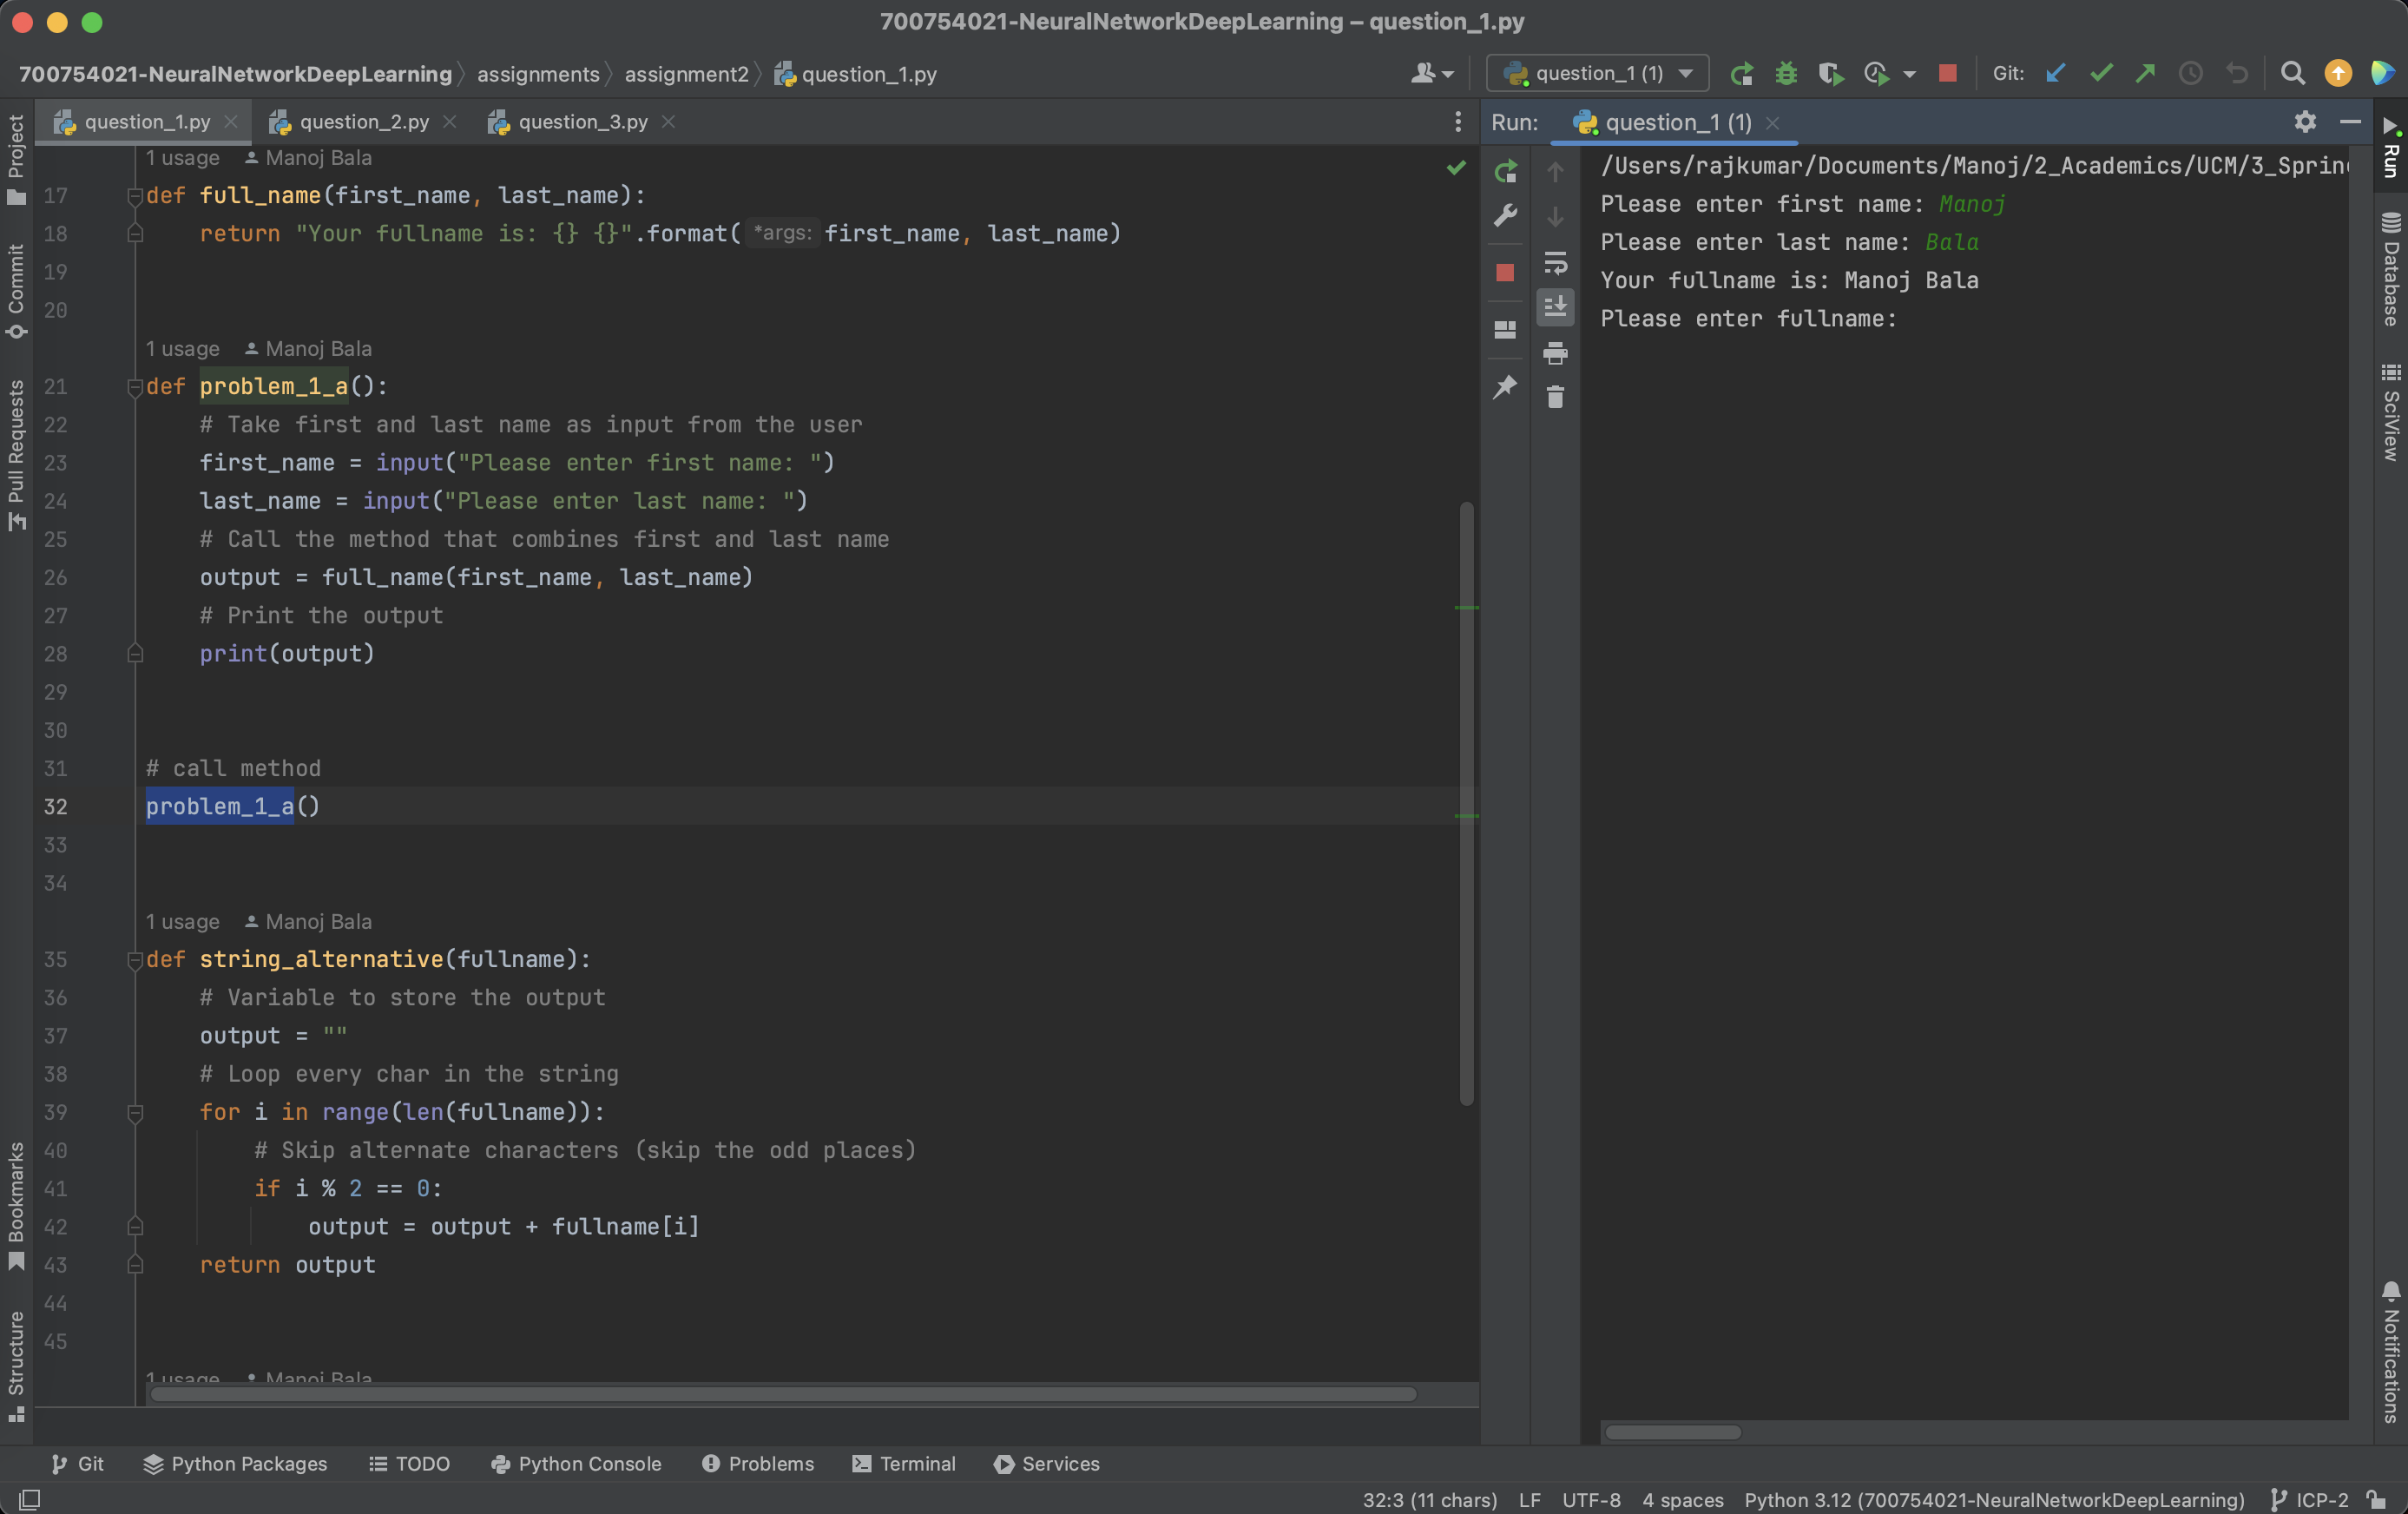 700754021-NeuralNetworkDeepLearning – question_1.py
700754021-NeuralNetworkDeepLearning assignments assignment2 question_1.py
question_1 (1) Git:
question_1.py question_2.py question_3.py
Run: question_1 (1)
Project
Commit
Pull Requests
Bookmarks
Structure
1 usage Manoj Bala
17 def full_name(first_name, last_name):
18 return "Your fullname is: {} {}".format( *args: first_name, last_name)
19
20
1 usage Manoj Bala
21 def problem_1_a():
22 # Take first and last name as input from the user
23 first_name = input("Please enter first name: ")
24 last_name = input("Please enter last name: ")
25 # Call the method that combines first and last name
26 output = full_name(first_name, last_name)
27 # Print the output
28 print(output)
29
30
31 # call method
32 problem_1_a()
33
34
1 usage Manoj Bala
35 def string_alternative(fullname):
36 # Variable to store the output
37 output = ""
38 # Loop every char in the string
39 for i in range(len(fullname)):
40 # Skip alternate characters (skip the odd places)
41 if i % 2 == 0:
42 output = output + fullname[i]
43 return output
44
45
1 usage Manoj Bala
/Users/rajkumar/Documents/Manoj/2_Academics/UCM/3_Sprin
Please enter first name: Manoj
Please enter last name: Bala
Your fullname is: Manoj Bala
Please enter fullname:
Run
Database
SciView
Notifications
Git Python Packages TODO Python Console Problems Terminal Services
32:3 (11 chars) LF UTF-8 4 spaces Python 3.12 (700754021-NeuralNetworkDeepLearning) ICP-2